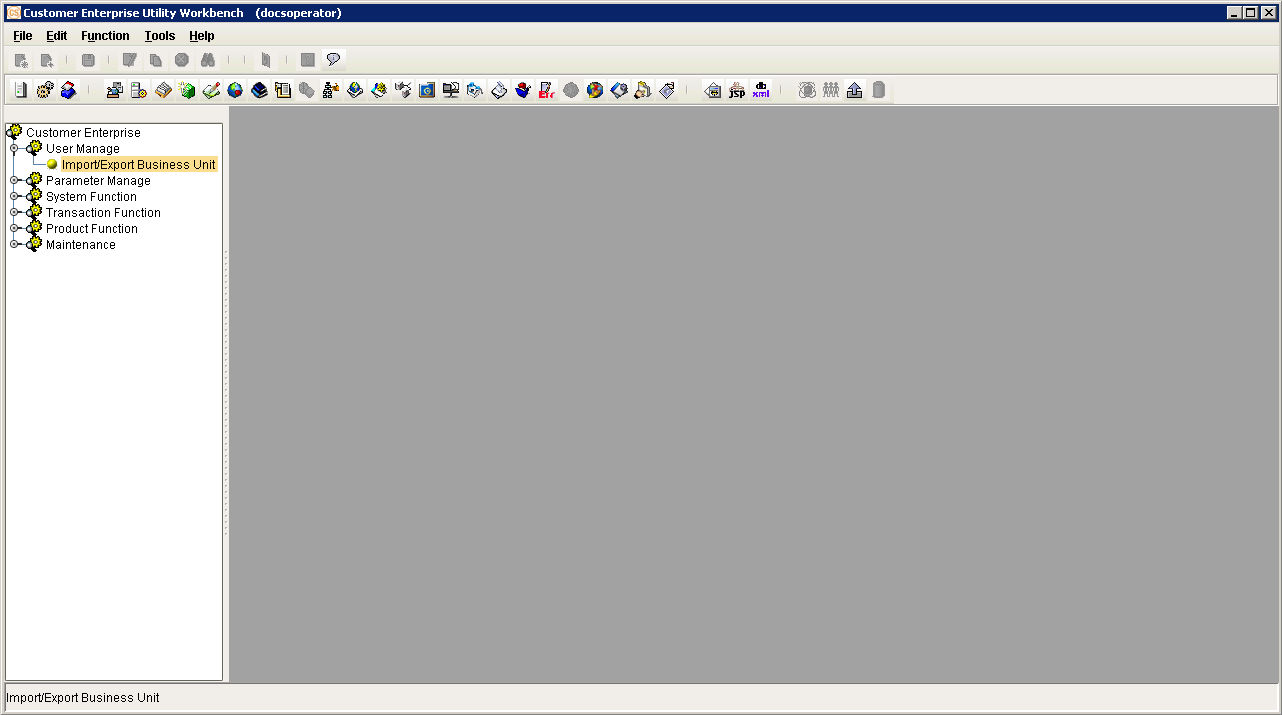 Customer Enterprise Utility Workbench (docsoperator)
File Edit Function Tools Help
jsp db xml
Customer Enterprise
User Manage
Import/Export Business Unit
Parameter Manage
System Function
Transaction Function
Product Function
Maintenance
Import/Export Business Unit